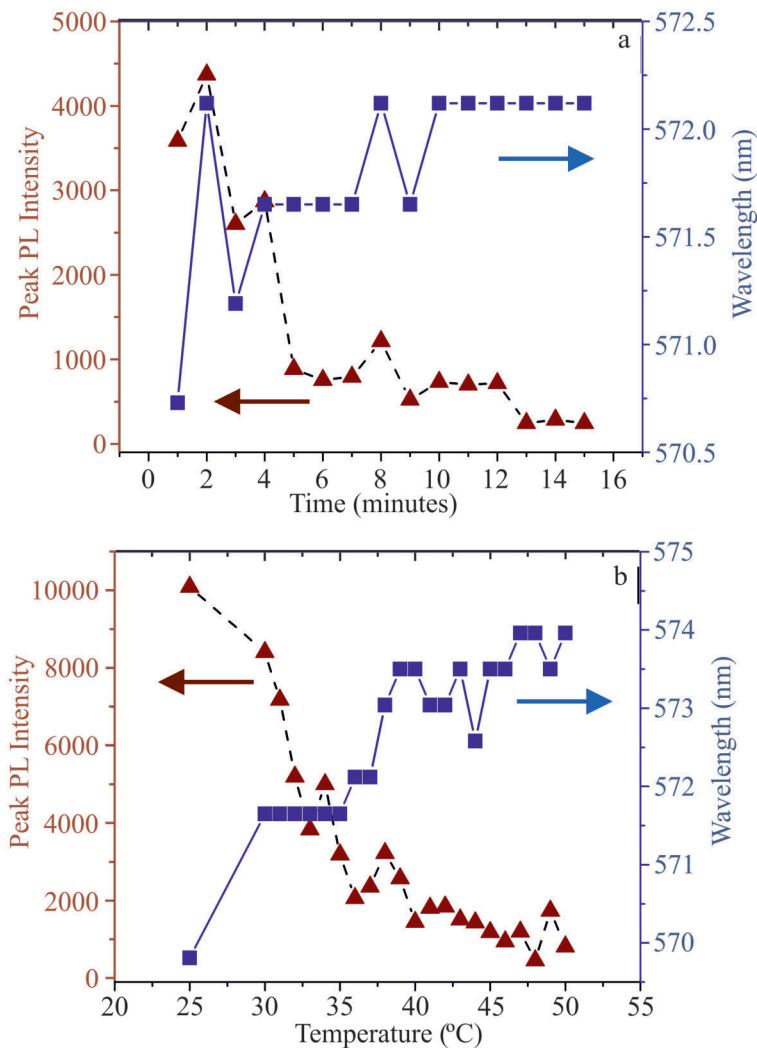 a
5000
4000
3000
2000
1000
0
Peak PL Intensity
572.5
572.0
571.5
571.0
570.5
Wavelength (nm)
0 2 4 6 8 10 12 14 16
Time (minutes)
b
10000
8000
6000
4000
2000
0
Peak PL Intensity
575
574
573
572
571
570
Wavelength (nm)
20 25 30 35 40 45 50 55
Temperature (ºC)